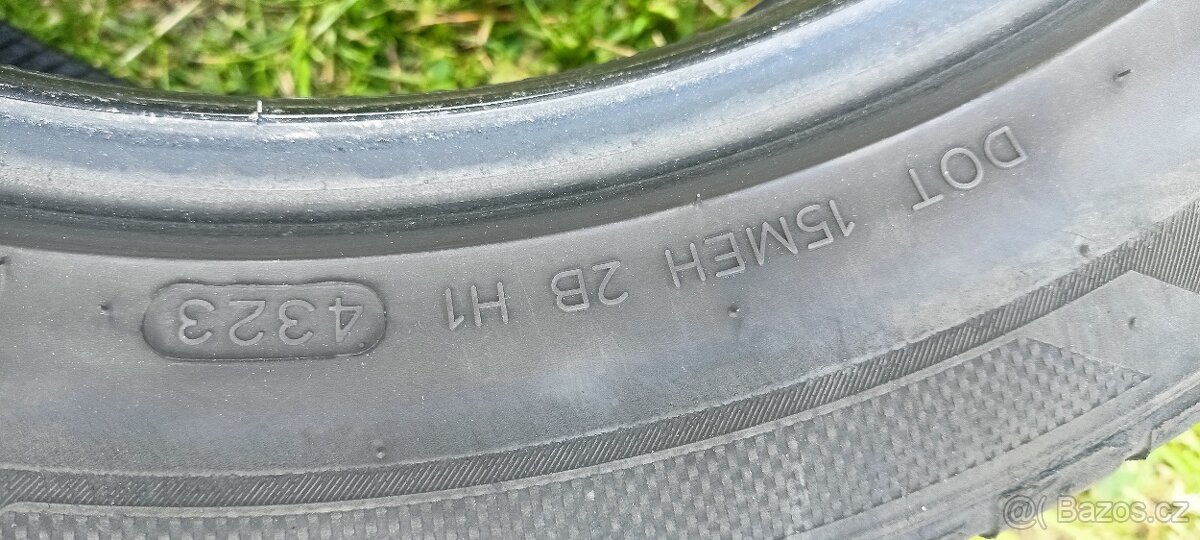 DOT 15MEH 2B H1 4323
@( Bazos.cz